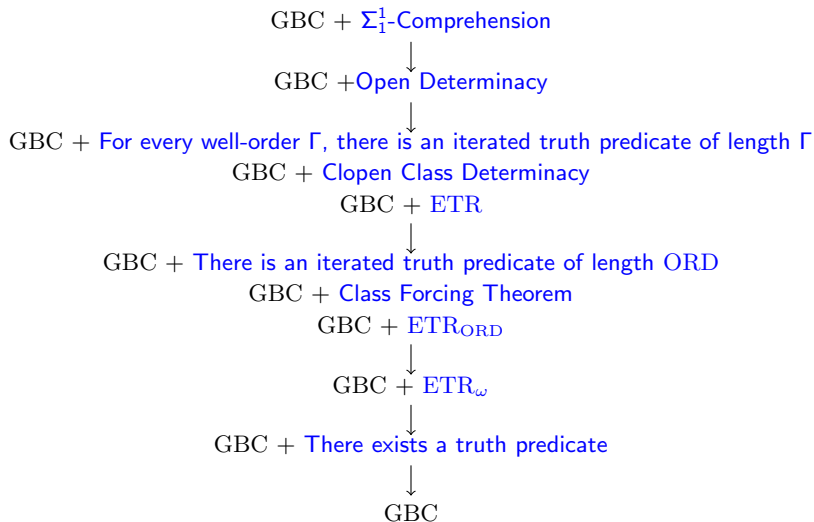 GBC + Σ¹₁-Comprehension
GBC +Open Determinacy
GBC + For every well-order Γ, there is an iterated truth predicate of length Γ
GBC + Clopen Class Determinacy
GBC + ETR
GBC + There is an iterated truth predicate of length ORD
GBC + Class Forcing Theorem
GBC + ETR_ORD
GBC + ETR_ω
GBC + There exists a truth predicate
GBC